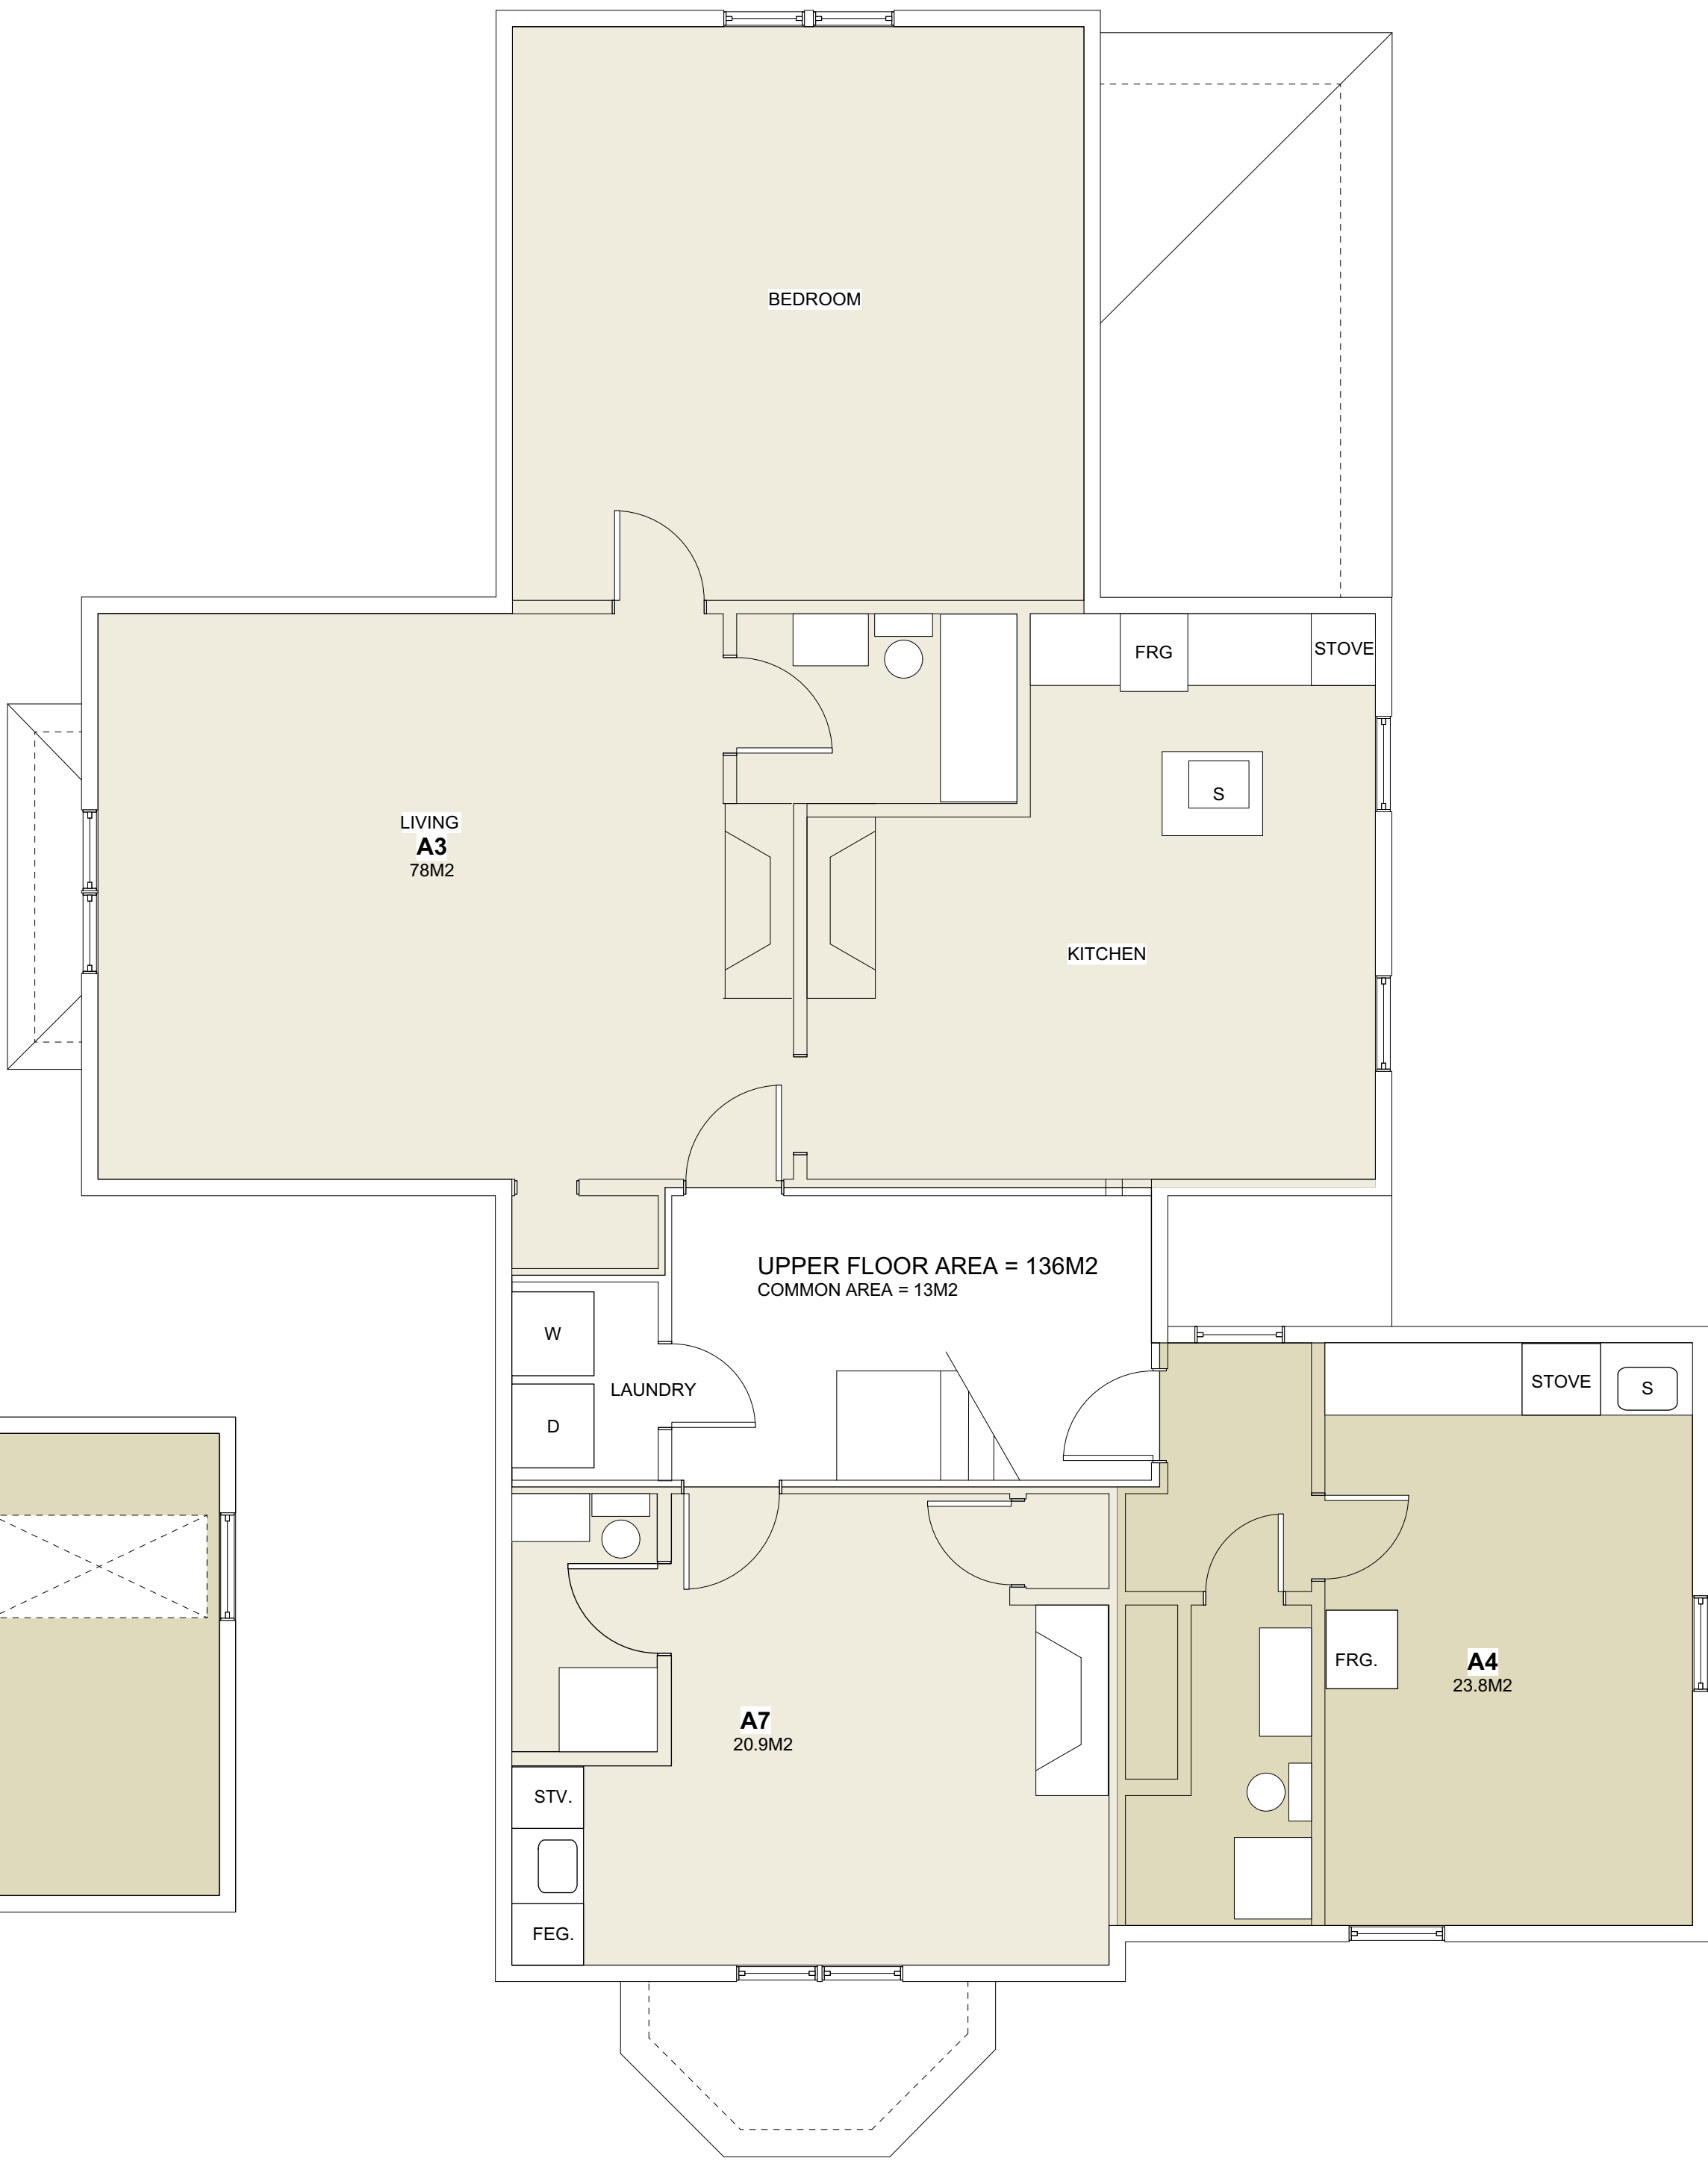 BEDROOM
FRG
STOVE
S
LIVING
A3
78M2
KITCHEN
UPPER FLOOR AREA = 136M2
COMMON AREA = 13M2
W
LAUNDRY
D
STOVE
S
FRG.
A4
23.8M2
A7
20.9M2
STV.
FEG.